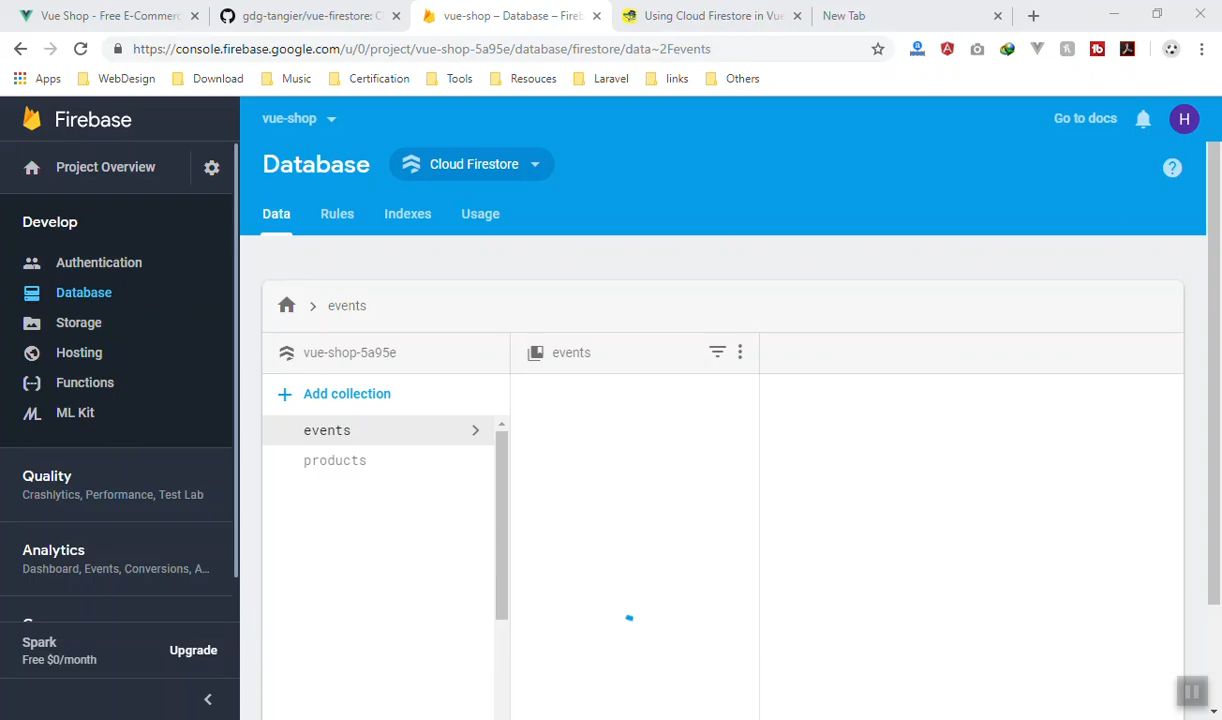 Vue Shop - Free E-Commerc
gdg-tangier/vue-firestore: C
vue-shop – Database – Fireb
Using Cloud Firestore in Vue
New Tab
https://console.firebase.google.com/u/0/project/vue-shop-5a95e/database/firestore/data~2Fevents
Apps
WebDesign
Download
Music
Certification
Tools
Resouces
Laravel
links
Others
Firebase
vue-shop
Go to docs
H
Project Overview
Database
Cloud Firestore
Develop
Data
Rules
Indexes
Usage
Authentication
Database
Storage
Hosting
Functions
ML Kit
events
vue-shop-5a95e
events
Add collection
events
products
Quality
Crashlytics, Performance, Test Lab
Analytics
Dashboard, Events, Conversions, A...
Spark
Free $0/month
Upgrade